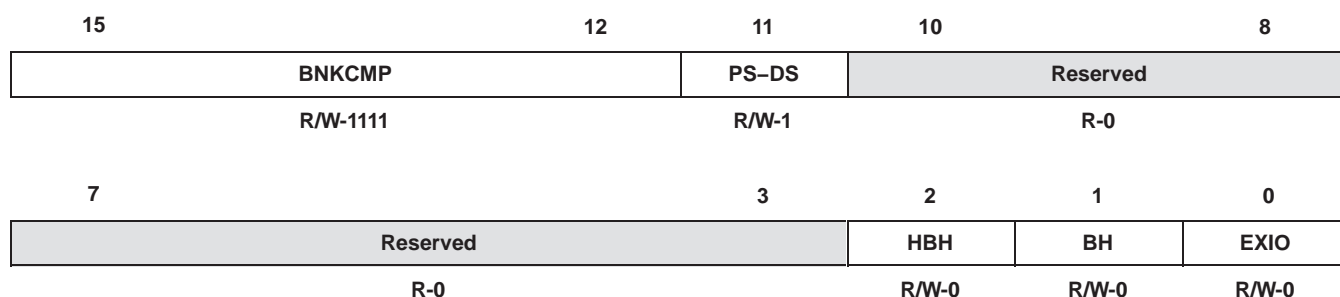 15 12 11 10 8
BNKCMP PS–DS Reserved
R/W-1111 R/W-1 R-0
7 3 2 1 0
Reserved HBH BH EXIO
R-0 R/W-0 R/W-0 R/W-0